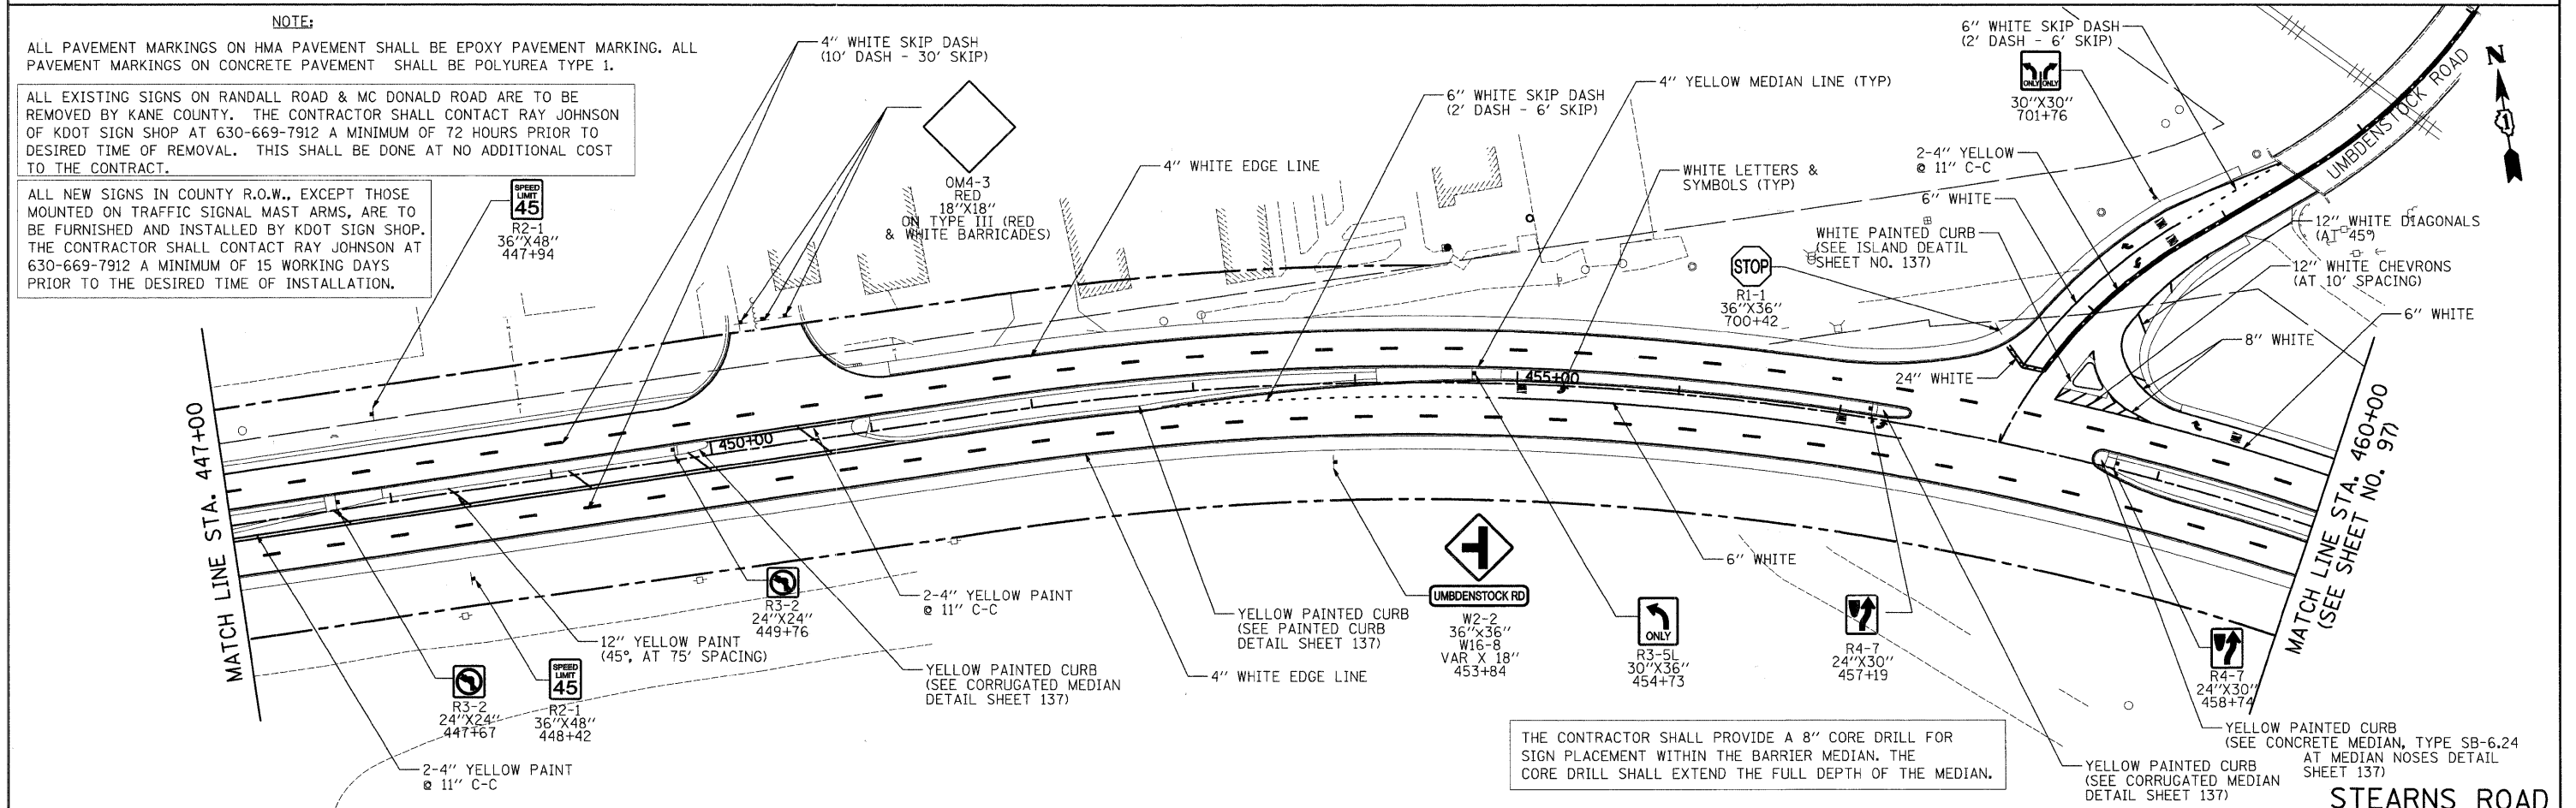 NOTE:
ALL PAVEMENT MARKINGS ON HMA PAVEMENT SHALL BE EPOXY PAVEMENT MARKING. ALL
PAVEMENT MARKINGS ON CONCRETE PAVEMENT SHALL BE POLYUREA TYPE 1.
ALL EXISTING SIGNS ON RANDALL ROAD & MC DONALD ROAD ARE TO BE
REMOVED BY KANE COUNTY. THE CONTRACTOR SHALL CONTACT RAY JOHNSON
OF KDOT SIGN SHOP AT 630-669-7912 A MINIMUM OF 72 HOURS PRIOR TO
DESIRED TIME OF REMOVAL. THIS SHALL BE DONE AT NO ADDITIONAL COST
TO THE CONTRACT.
ALL NEW SIGNS IN COUNTY R.O.W., EXCEPT THOSE
MOUNTED ON TRAFFIC SIGNAL MAST ARMS, ARE TO
BE FURNISHED AND INSTALLED BY KDOT SIGN SHOP.
THE CONTRACTOR SHALL CONTACT RAY JOHNSON AT
630-669-7912 A MINIMUM OF 15 WORKING DAYS
PRIOR TO THE DESIRED TIME OF INSTALLATION.
SPEED
LIMIT
45
R2-1
36"X48"
447+94
4" WHITE SKIP DASH
(10' DASH - 30' SKIP)
OM4-3
RED
18"X18"
ON TYPE III (RED
& WHITE BARRICADES)
4" WHITE EDGE LINE
6" WHITE SKIP DASH
(2' DASH - 6' SKIP)
4" YELLOW MEDIAN LINE (TYP)
WHITE LETTERS &
SYMBOLS (TYP)
STOP
R1-1
36"X36"
700+42
WHITE PAINTED CURB
(SEE ISLAND DEATIL
SHEET NO. 137)
6" WHITE SKIP DASH
(2' DASH - 6' SKIP)
ONLY ONLY
30"X30"
701+76
2-4" YELLOW
@ 11" C-C
6" WHITE
24" WHITE
UMBDENSTOCK ROAD
UMBDENSTOCK ROAD
N
1
12" WHITE DIAGONALS
(AT 45°)
12" WHITE CHEVRONS
(AT 10' SPACING)
6" WHITE
8" WHITE
MATCH LINE STA. 447+00
450+00
455+00
MATCH LINE STA. 460+00
(SEE SHEET NO. 97)
2-4" YELLOW PAINT
@ 11" C-C
R3-2
24"X24"
447+67
SPEED
LIMIT
45
R2-1
36"X48"
448+42
12" YELLOW PAINT
(45°, AT 75' SPACING)
R3-2
24"X24"
449+76
2-4" YELLOW PAINT
@ 11" C-C
YELLOW PAINTED CURB
(SEE CORRUGATED MEDIAN
DETAIL SHEET 137)
YELLOW PAINTED CURB
(SEE PAINTED CURB
DETAIL SHEET 137)
4" WHITE EDGE LINE
UMBDENSTOCK RD
W2-2
36"x36"
W16-8
VAR X 18"
453+84
ONLY
R3-5L
30"X36"
454+73
6" WHITE
R4-7
24"X30"
457+19
R4-7
24"X30"
458+74
THE CONTRACTOR SHALL PROVIDE A 8" CORE DRILL FOR
SIGN PLACEMENT WITHIN THE BARRIER MEDIAN. THE
CORE DRILL SHALL EXTEND THE FULL DEPTH OF THE MEDIAN.
YELLOW PAINTED CURB
(SEE CORRUGATED MEDIAN
DETAIL SHEET 137)
YELLOW PAINTED CURB
(SEE CONCRETE MEDIAN, TYPE SB-6.24
AT MEDIAN NOSES DETAIL
SHEET 137)
STEARNS ROAD